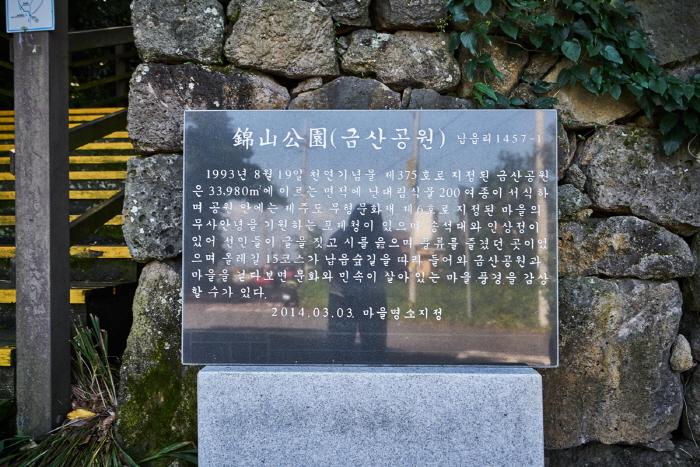 錦山公園(금산공원) 납읍리1457-1
1993년 8월 19일 천연기념물 제375호로 지정된 금산공원
은 33,980㎡에 이르는 면적에 난대림식물 200여종이 서식하
며 공원 안에는 제주도 무형문화재 제6호로 지정된 마을의
무사안녕을 기원하는 포제청이 있으며 송석대와 인상정이
있어 선인들이 글을 짓고 시를 읊으며 풍류를 즐겼던 곳이었
으며 올레길 15코스가 납읍숲길을 따라 들어와 금산공원과
마을을 걷다보면 문화와 민속이 살아있는 마을 풍경을 감상
할 수가 있다.
2014.03.03. 마을명소지정